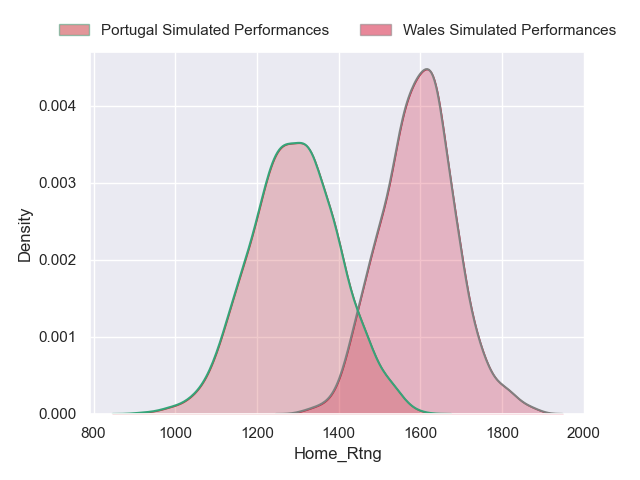 Portugal Simulated Performances Wales Simulated Performances
0.004
0.003
0.002
0.001
0.000
Density
800 1000 1200 1400 1600 1800 2000
Home_Rtng